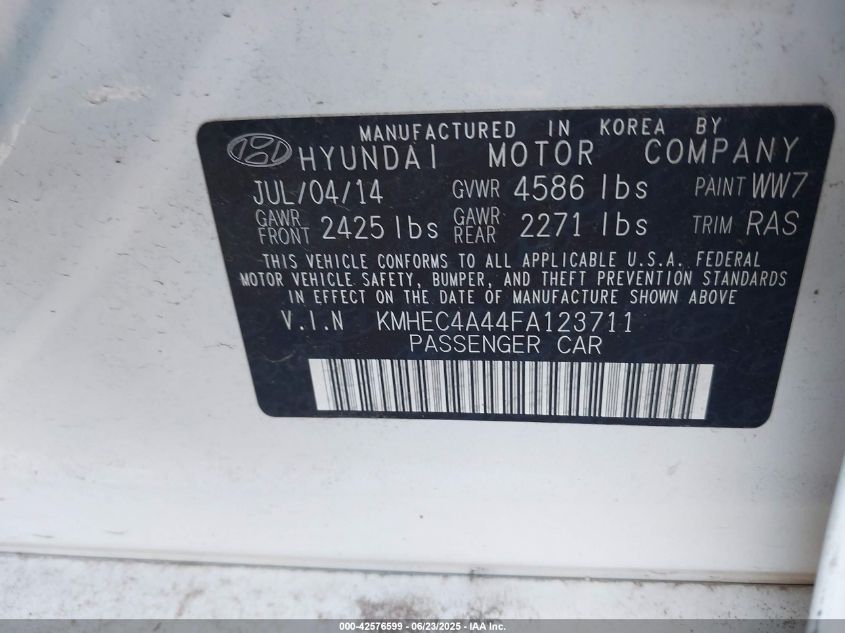 MANUFACTURED IN KOREA BY
HYUNDAI MOTOR COMPANY
JUL/04/14 GVWR 4586 lbs PAINT WW7
GAWR FRONT 2425 lbs GAWR REAR 2271 lbs TRIM RAS
THIS VEHICLE CONFORMS TO ALL APPLICABLE U.S.A. FEDERAL
MOTOR VEHICLE SAFETY, BUMPER, AND THEFT PREVENTION STANDARDS
IN EFFECT ON THE DATE OF MANUFACTURE SHOWN ABOVE
V.I.N KMHEC4A44FA123711
PASSENGER CAR
000-42576599 - 06/23/2025 - IAA Inc.